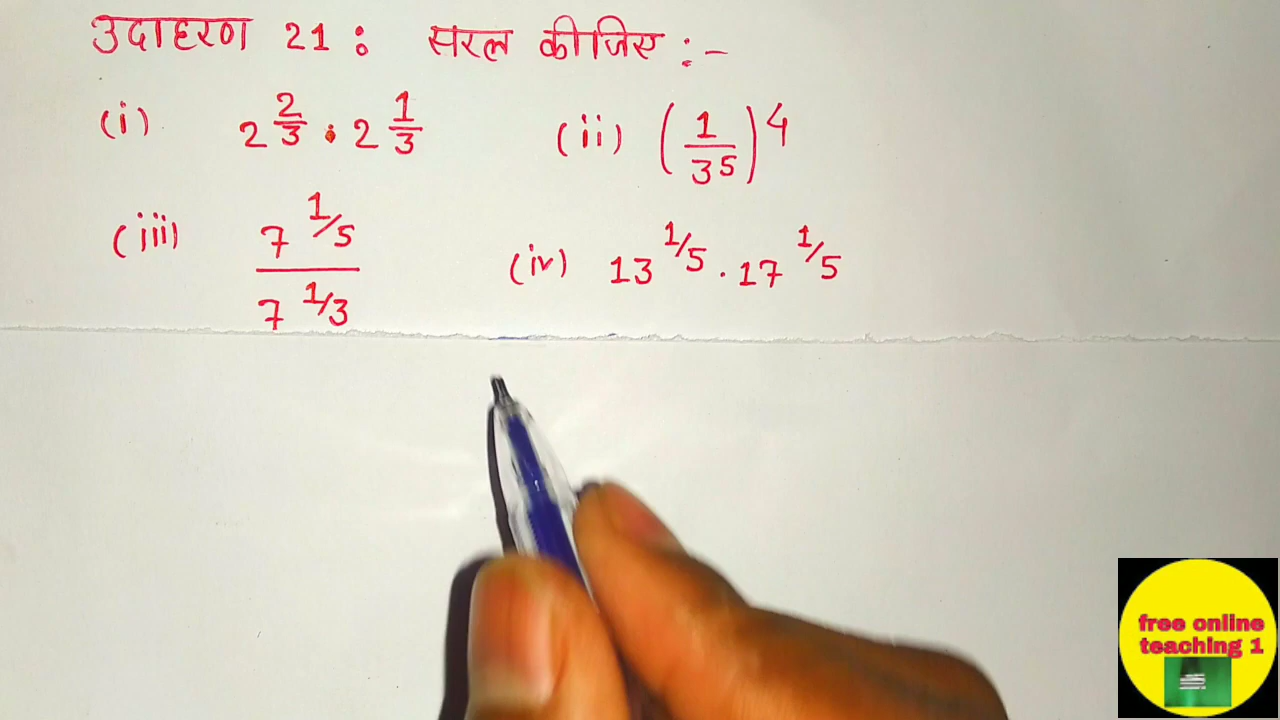 उदाहरण 21 : सरल कीजिए :-
(i) 2^{2/3} . 2^{1/3} (ii) (1/3^5)^4
(iii) 7^{1/5} / 7^{1/3} (iv) 13^{1/5} . 17^{1/5}
free online
teaching 1